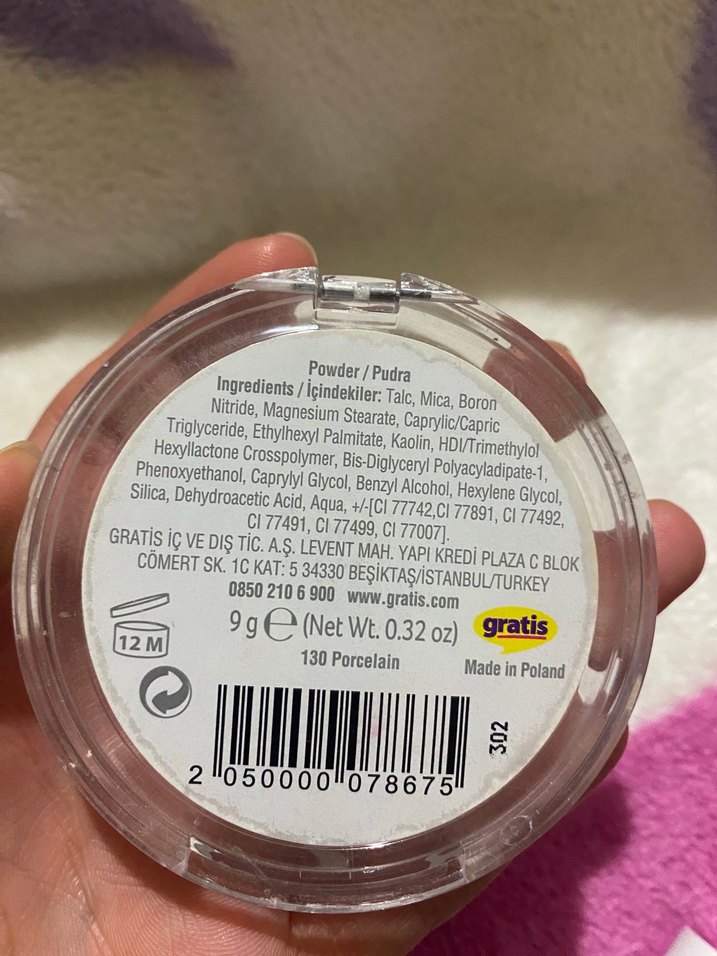 Powder / Pudra
Ingredients / İçindekiler: Talc, Mica, Boron
Nitride, Magnesium Stearate, Caprylic/Capric
Triglyceride, Ethylhexyl Palmitate, Kaolin, HDI/Trimethylol
Hexyllactone Crosspolymer, Bis-Diglyceryl Polyacyladipate-1,
Phenoxyethanol, Caprylyl Glycol, Benzyl Alcohol, Hexylene Glycol,
Silica, Dehydroacetic Acid, Aqua, +/-[CI 77742,CI 77891, CI 77492,
CI 77491, CI 77499, CI 77007].
GRATİS İÇ VE DIŞ TİC. A.Ş. LEVENT MAH. YAPI KREDİ PLAZA C BLOK
CÖMERT SK. 1C KAT: 5 34330 BEŞİKTAŞ/İSTANBUL/TURKEY
0850 210 6 900 www.gratis.com
12 M
9 g e (Net Wt. 0.32 oz)
gratis
130 Porcelain
Made in Poland
302
2 050000 078675